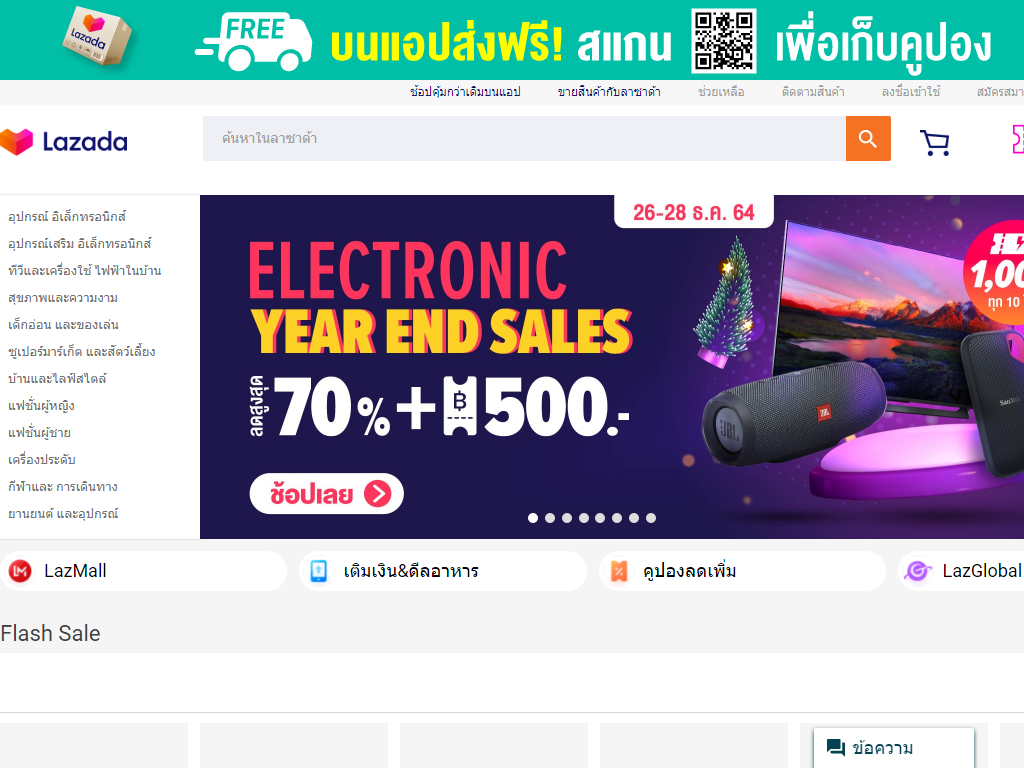 Lazada
FREE
บนแอปส่งฟรี! สแกน เพื่อเก็บคูปอง
ช้อปคุ้มกว่าเดิมบนแอป
ขายสินค้ากับลาซาด้า
ช่วยเหลือ
ติดตามสินค้า
ลงชื่อเข้าใช้
สมัครสมา
Lazada
ค้นหาในลาซาด้า
อุปกรณ์ อิเล็กทรอนิกส์
อุปกรณ์เสริม อิเล็กทรอนิกส์
ทีวีและเครื่องใช้ ไฟฟ้าในบ้าน
สุขภาพและความงาม
เด็กอ่อน และของเล่น
ซูเปอร์มาร์เก็ต และสัตว์เลี้ยง
บ้านและไลฟ์สไตล์
แฟชั่นผู้หญิง
แฟชั่นผู้ชาย
เครื่องประดับ
กีฬาและ การเดินทาง
ยานยนต์ และอุปกรณ์
26-28 ธ.ค. 64
ELECTRONIC
YEAR END SALES
ลดสูงสุด 70%+฿500.-
ช้อปเลย
1,00
ทุก 10
JBL
JBL
SanDisk
LazMall
เติมเงิน&ดีลอาหาร
คูปองลดเพิ่ม
LazGlobal
Flash Sale
ข้อความ